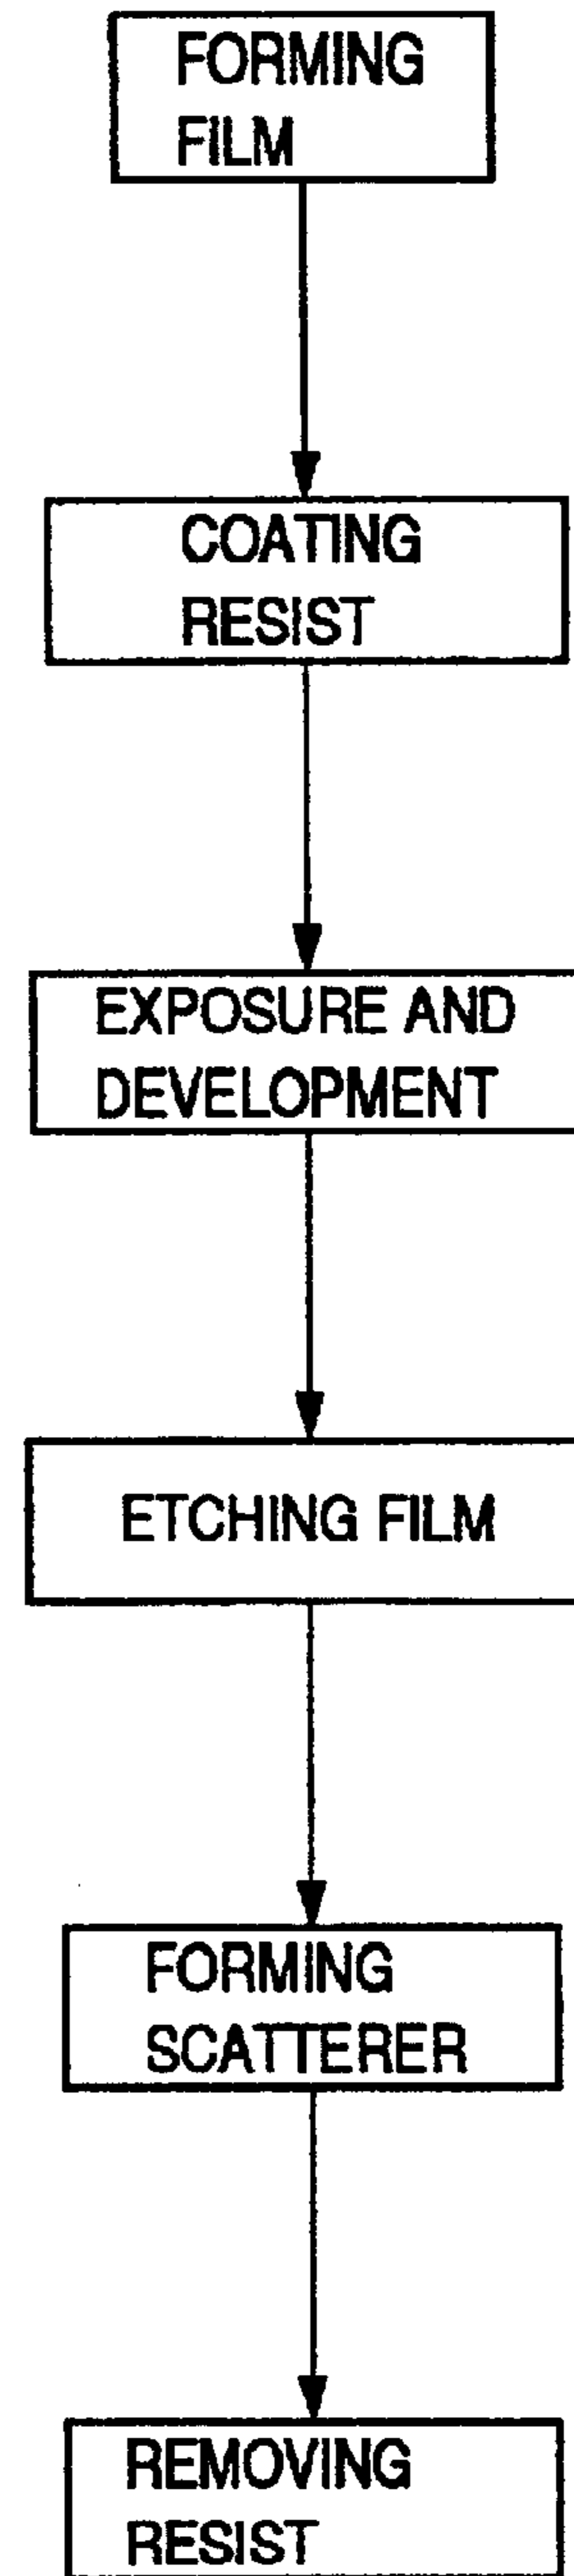 FORMING
FILM
COATING
RESIST
EXPOSURE AND
DEVELOPMENT
ETCHING FILM
FORMING
SCATTERER
REMOVING
RESIST